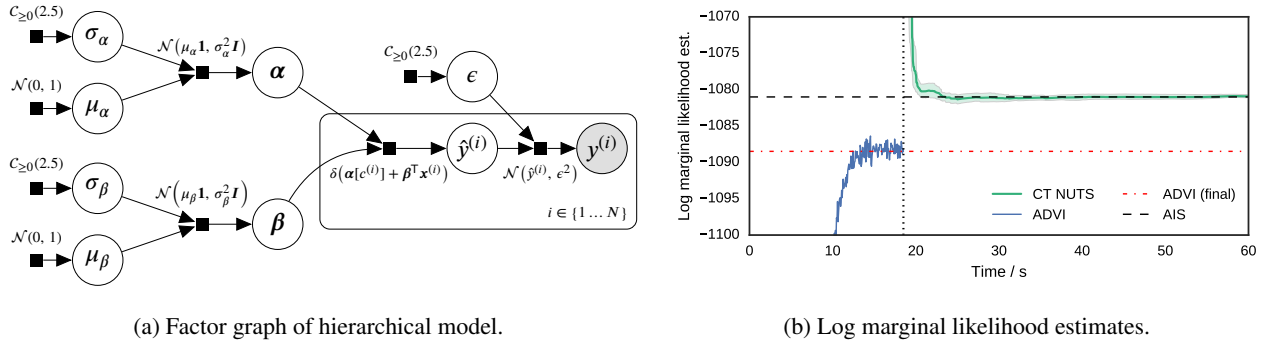 C≥0(2.5)
σα
N(μα1, σα²I)
α
N(0, 1)
μα
C≥0(2.5)
ϵ
C≥0(2.5)
σβ
N(μβ1, σβ²I)
β
N(0, 1)
μβ
ŷ(i)
y(i)
δ(α[c(i)] + βᵀx(i))
N(ŷ(i), ϵ²)
i ∈ {1 … N}
(a) Factor graph of hierarchical model.
Log marginal likelihood est.
−1070
−1075
−1080
−1085
−1090
−1095
−1100
0 10 20 30 40 50 60
Time / s
CT NUTS
ADVI
ADVI (final)
AIS
(b) Log marginal likelihood estimates.